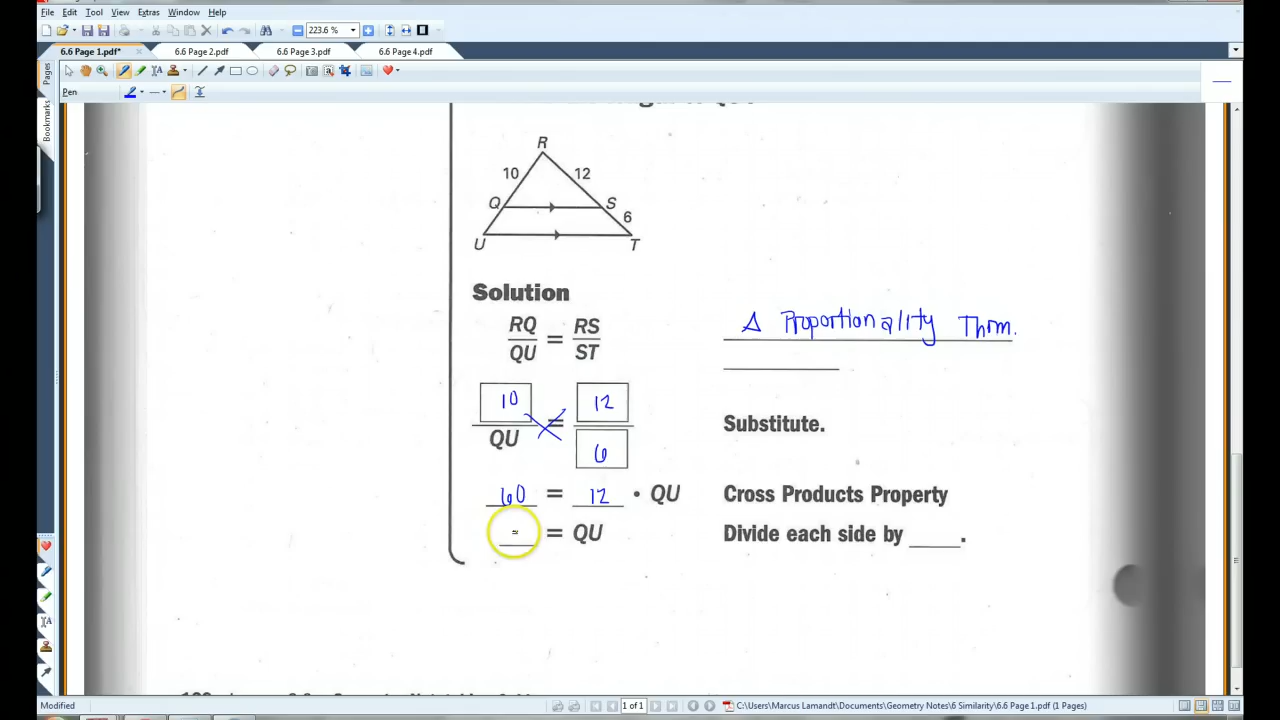 File Edit Tool View Extras Window Help
223.6 %
6.6 Page 1.pdf* 6.6 Page 2.pdf 6.6 Page 3.pdf 6.6 Page 4.pdf
Pages
Bookmarks
Pen
R
10 12
Q S
6
U T
Solution
RQ/QU = RS/ST
Δ Proportionality Thrm.
10/QU = 12/6
Substitute.
60 = 12 • QU Cross Products Property
= QU Divide each side by ____.
Modified
1 of 1
C:\Users\Marcus Lamandt\Documents\Geometry Notes\6 Similarity\6.6 Page 1.pdf (1 Pages)